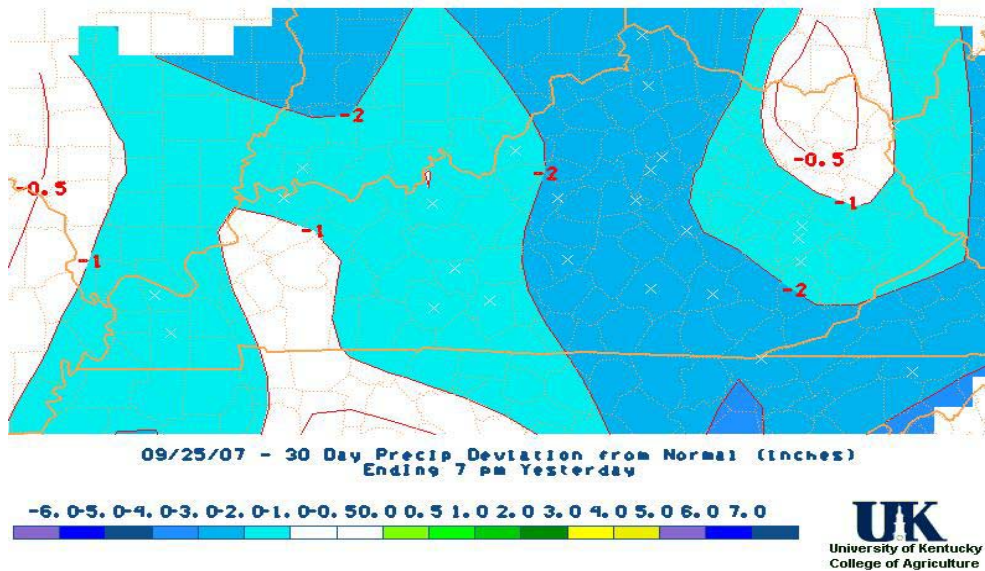 -2
-0.5
-2
-0.5
-1
-1
-1
-2
09/25/07 - 30 Day Precip Deviation from Normal (Inches)
Ending 7 pm Yesterday
-6.0-5.0-4.0-3.0-2.0-1.0-0.50.0 0.5 1.0 2.0 3.0 4.0 5.0 6.0 7.0
UK
University of Kentucky
College of Agriculture